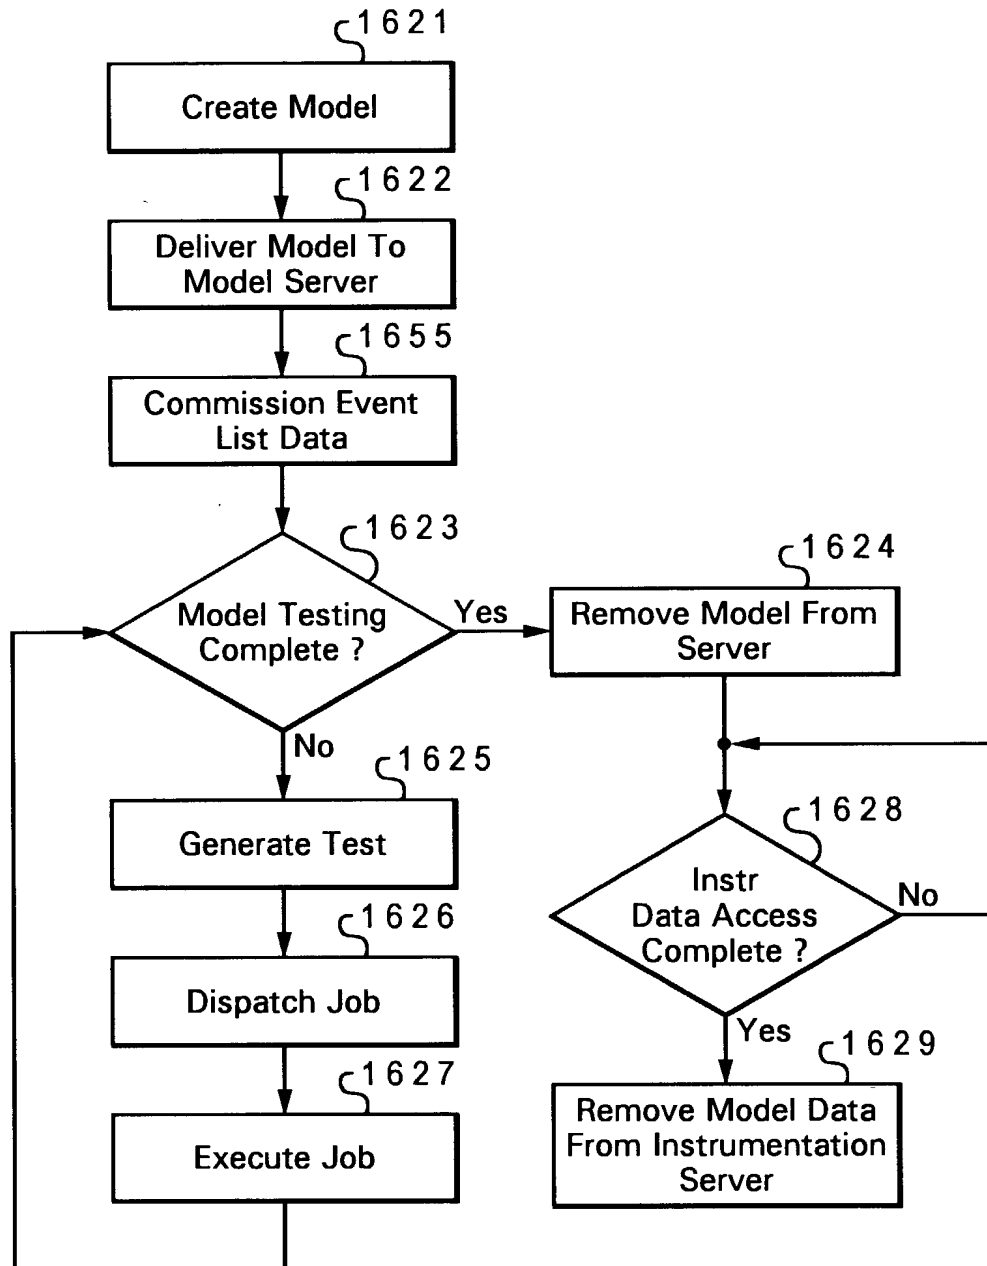 1621
Create Model
1622
Deliver Model To
Model Server
1655
Commission Event
List Data
1623
Model Testing
Complete ?
Yes
No
1624
Remove Model From
Server
1625
Generate Test
1626
Dispatch Job
1627
Execute Job
1628
Instr
Data Access
Complete ?
No
Yes
1629
Remove Model Data
From Instrumentation
Server